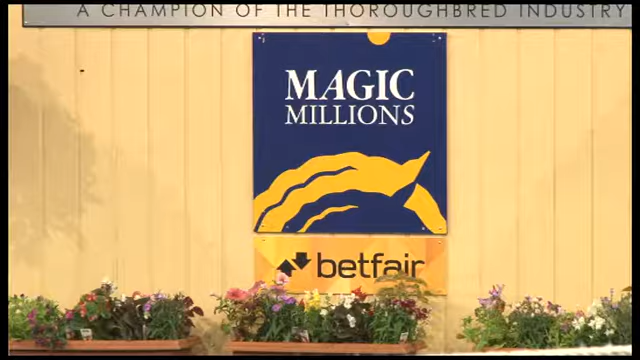 A CHAMPION OF THE THOROUGHBRED INDUSTRY
MAGIC
MILLIONS
betfair